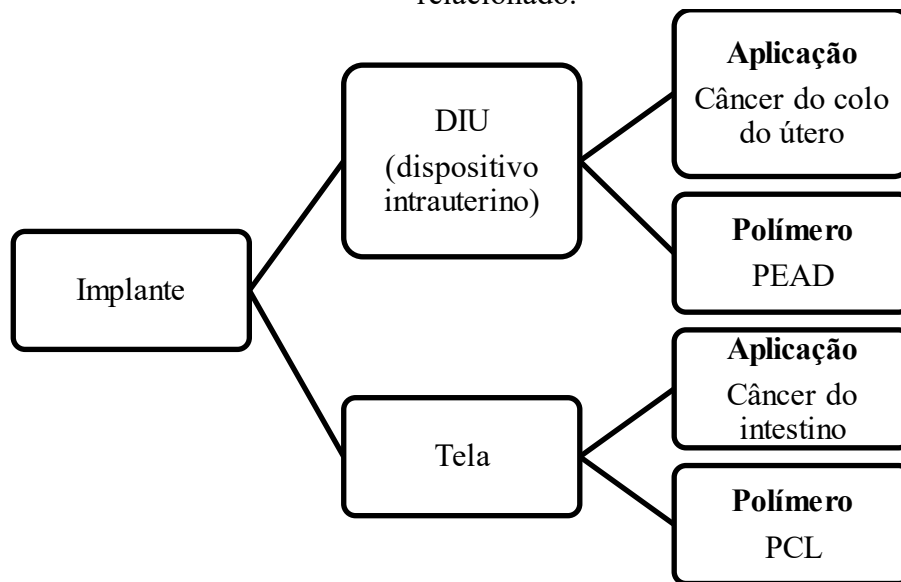 relacionado.
Aplicação
Câncer do colo
do útero
DIU
(dispositivo
intrauterino)
Polímero
PEAD
Implante
Aplicação
Câncer do
intestino
Tela
Polímero
PCL